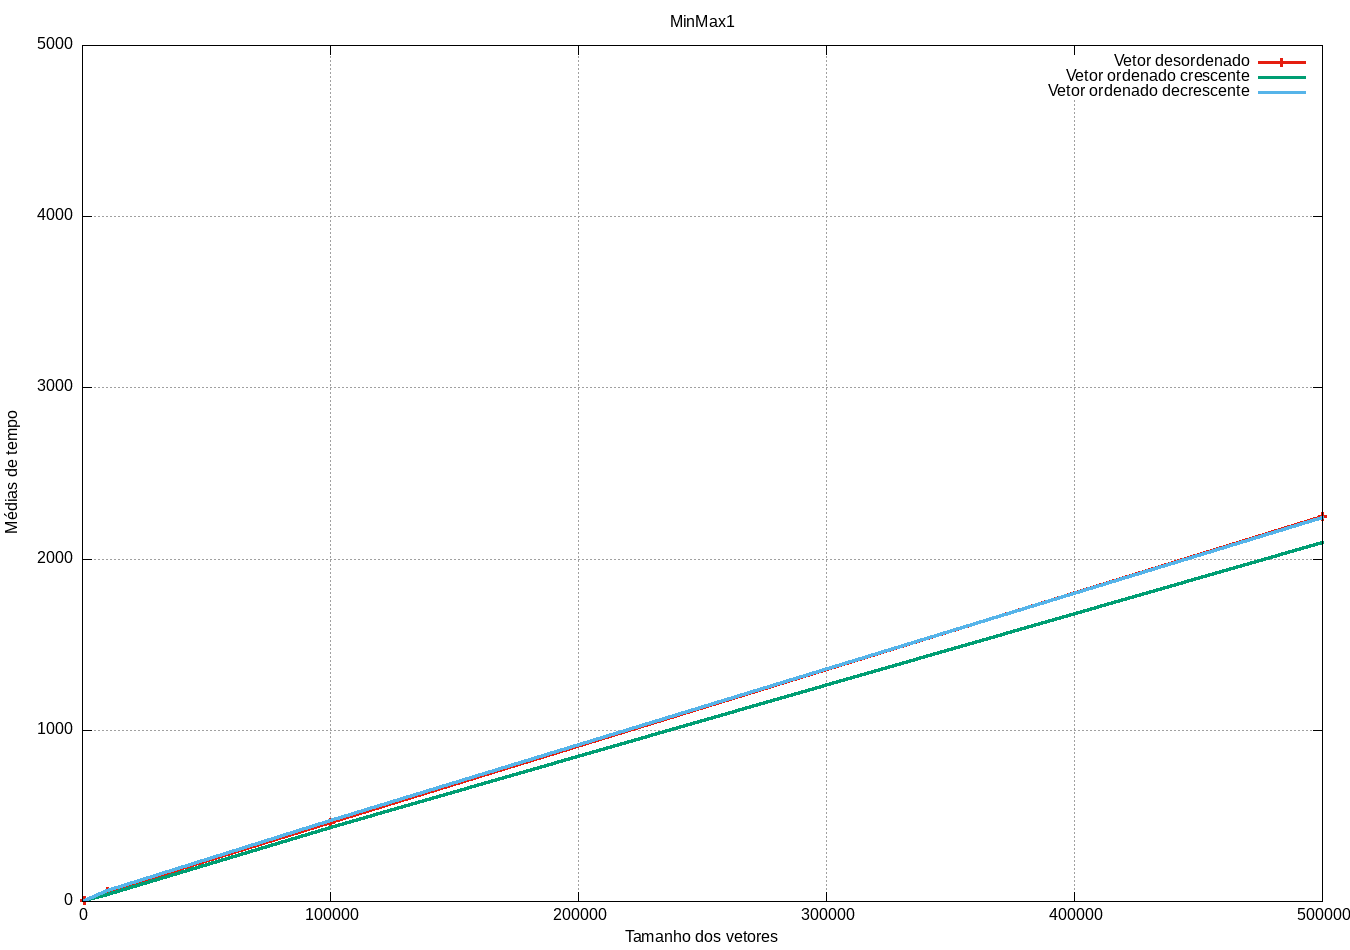 MinMax1
Vetor desordenado
Vetor ordenado crescente
Vetor ordenado decrescente
5000
4000
3000
2000
1000
0
Médias de tempo
0 100000 200000 300000 400000 500000
Tamanho dos vetores